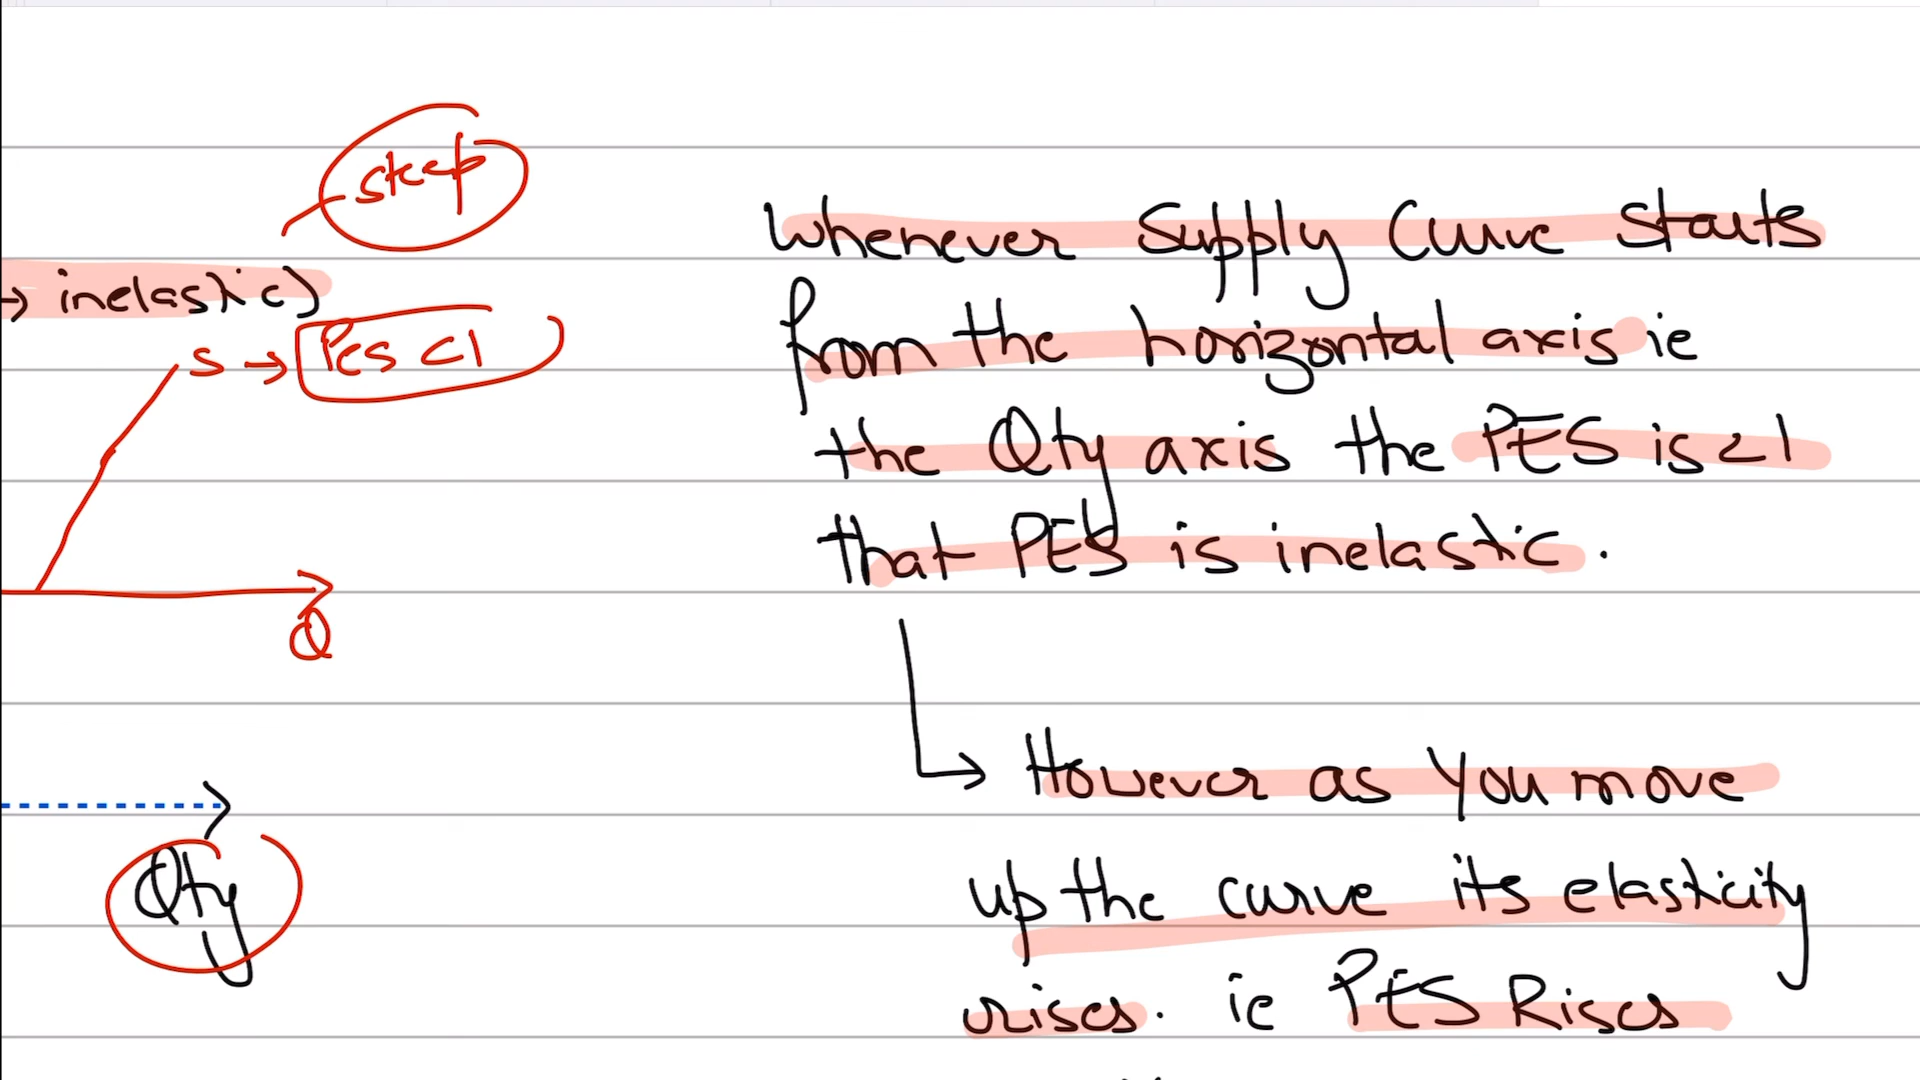 steep
→ inelastic)
S → Pes <1
Q
Qty
Whenever Supply Curve starts
from the horizontal axis ie
the Qty axis the PES is <1
that PES is inelastic.
↳ However as you move
up the curve its elasticity
rises. ie PES Rises